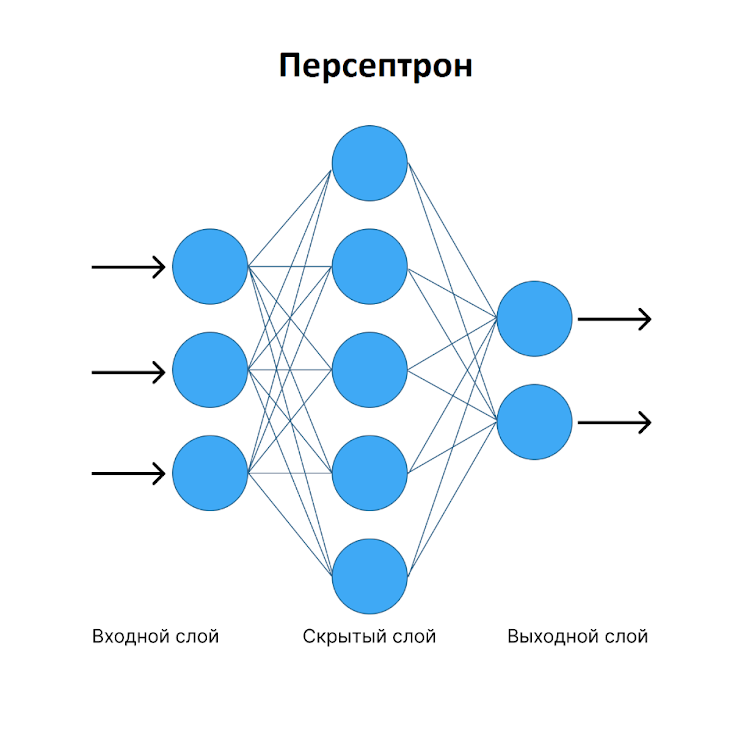 Персептрон
Входной слой
Скрытый слой
Выходной слой